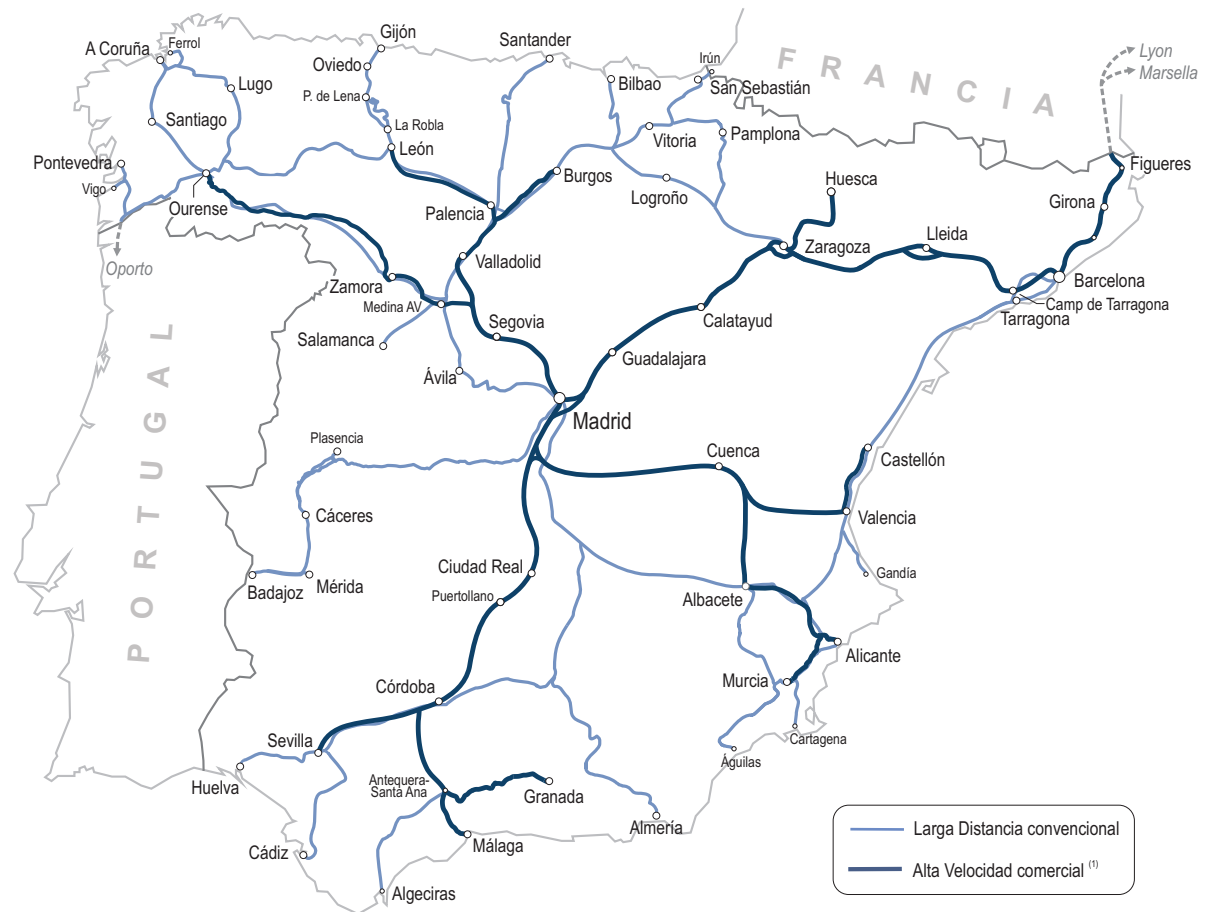 Gijón
Santander
A Coruña
Ferrol
Lyon
Marsella
FRANCIA
Oviedo
Irún
Bilbao
San Sebastián
Lugo
P. de Lena
Santiago
La Robla
León
Vitoria
Pamplona
Pontevedra
Vigo
Figueres
Burgos
Huesca
Logroño
Ourense
Palencia
Girona
Lleida
Zaragoza
Oporto
Valladolid
Zamora
Barcelona
Medina AV
Camp de Tarragona
Tarragona
Segovia
Calatayud
Salamanca
Guadalajara
Ávila
Madrid
PORTUGAL
Plasencia
Cuenca
Castellón
Cáceres
Valencia
Ciudad Real
Gandía
Badajoz
Mérida
Puertollano
Albacete
Alicante
Murcia
Córdoba
Cartagena
Sevilla
Águilas
Huelva
Antequera-
Santa Ana
Granada
Almería
Málaga
Cádiz
Algeciras
Larga Distancia convencional
Alta Velocidad comercial (1)